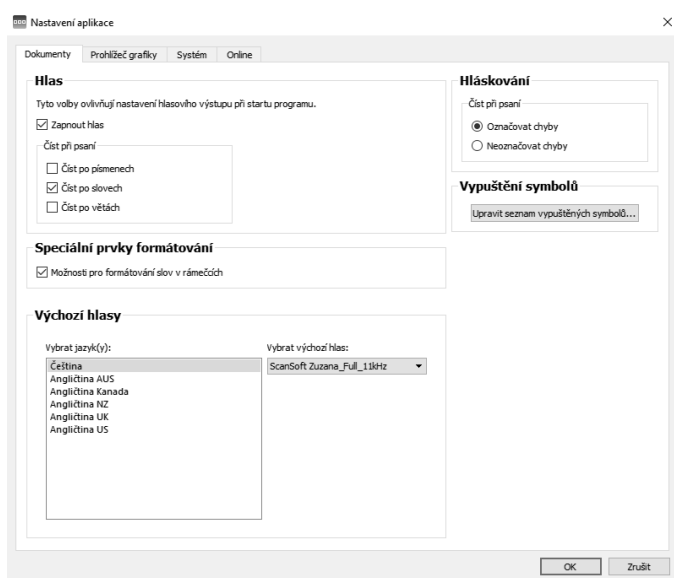 Nastavení aplikace
Dokumenty Prohlížeč grafiky Systém Online
Hlas
Tyto volby ovlivňují nastavení hlasového výstupu při startu programu.
Zapnout hlas
Číst při psaní
Číst po písmenech
Číst po slovech
Číst po větách
Speciální prvky formátování
Možnosti pro formátování slov v rámečcích
Výchozí hlasy
Vybrat jazyk(y):
Čeština
Angličtina AUS
Angličtina Kanada
Angličtina NZ
Angličtina UK
Angličtina US
Vybrat výchozí hlas:
ScanSoft Zuzana_Full_11kHz
Hláskování
Číst při psaní
Označovat chyby
Neoznačovat chyby
Vypuštění symbolů
Upravit seznam vypuštěných symbolů...
OK Zrušit